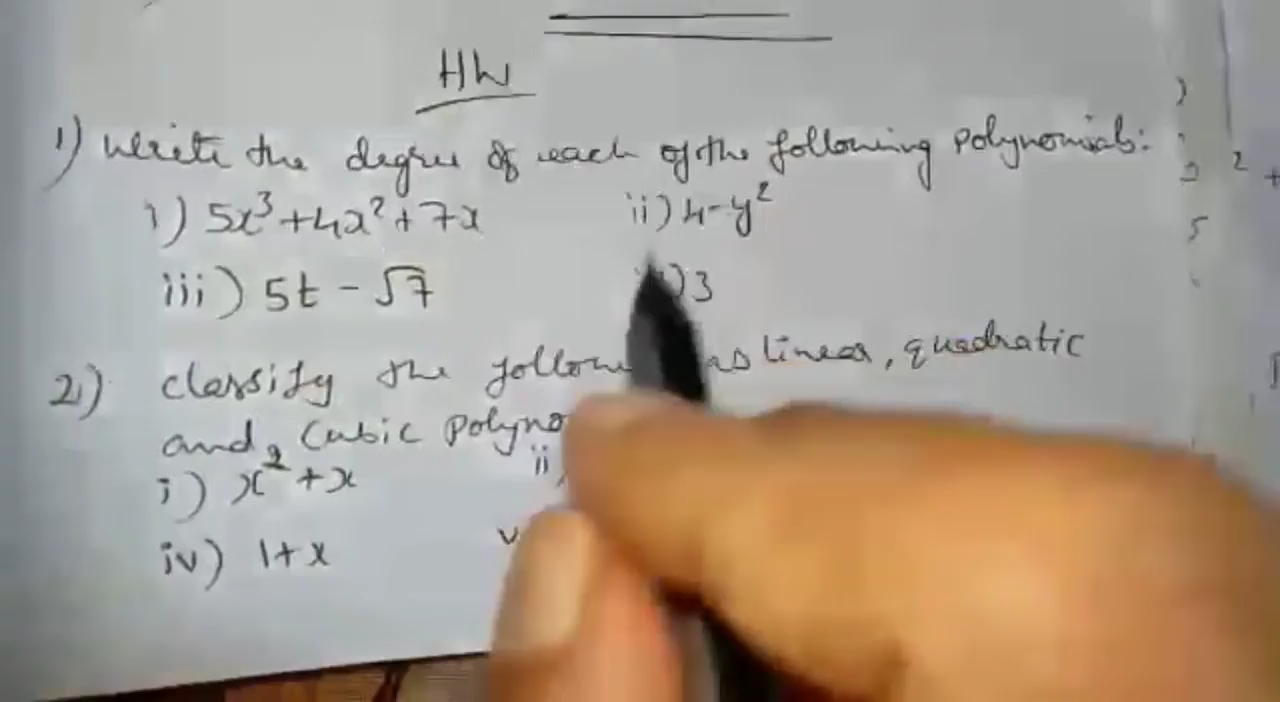 HW
1) Write the degree of each of the following polynomials:
i) 5x³+4x²+7x ii) 4-y²
iii) 5t - √7 ) 3
2) classify the follow as linear, quadratic
and cubic polyno
i) x²+x ii)
iv) 1+x v